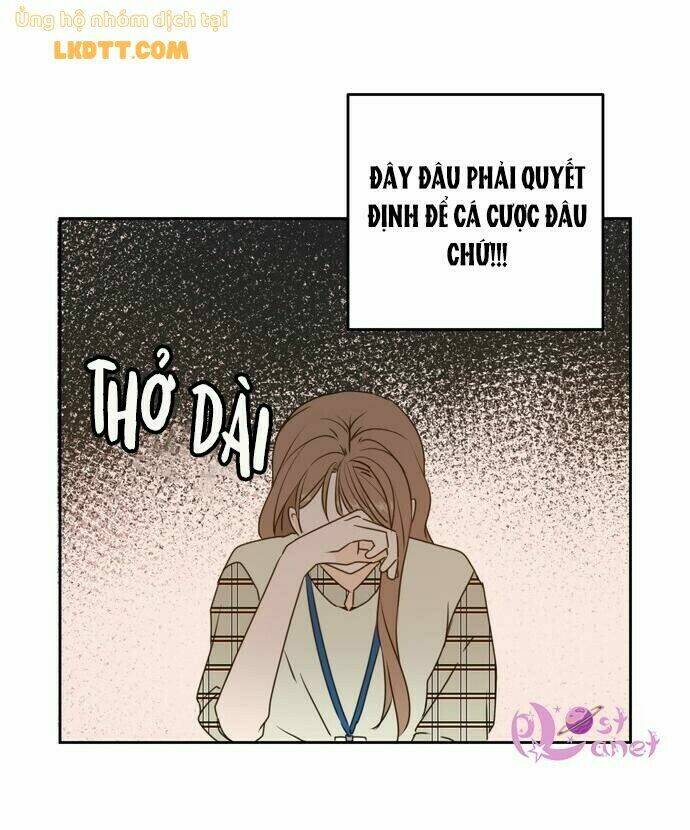 Ủng hộ nhóm dịch tại
LKDTT.COM
ĐÂY ĐÂU PHẢI QUYẾT
ĐỊNH ĐỂ CÁ CƯỢC ĐÂU
CHỨ!!!
THỞ DÀI
Lost
Planet